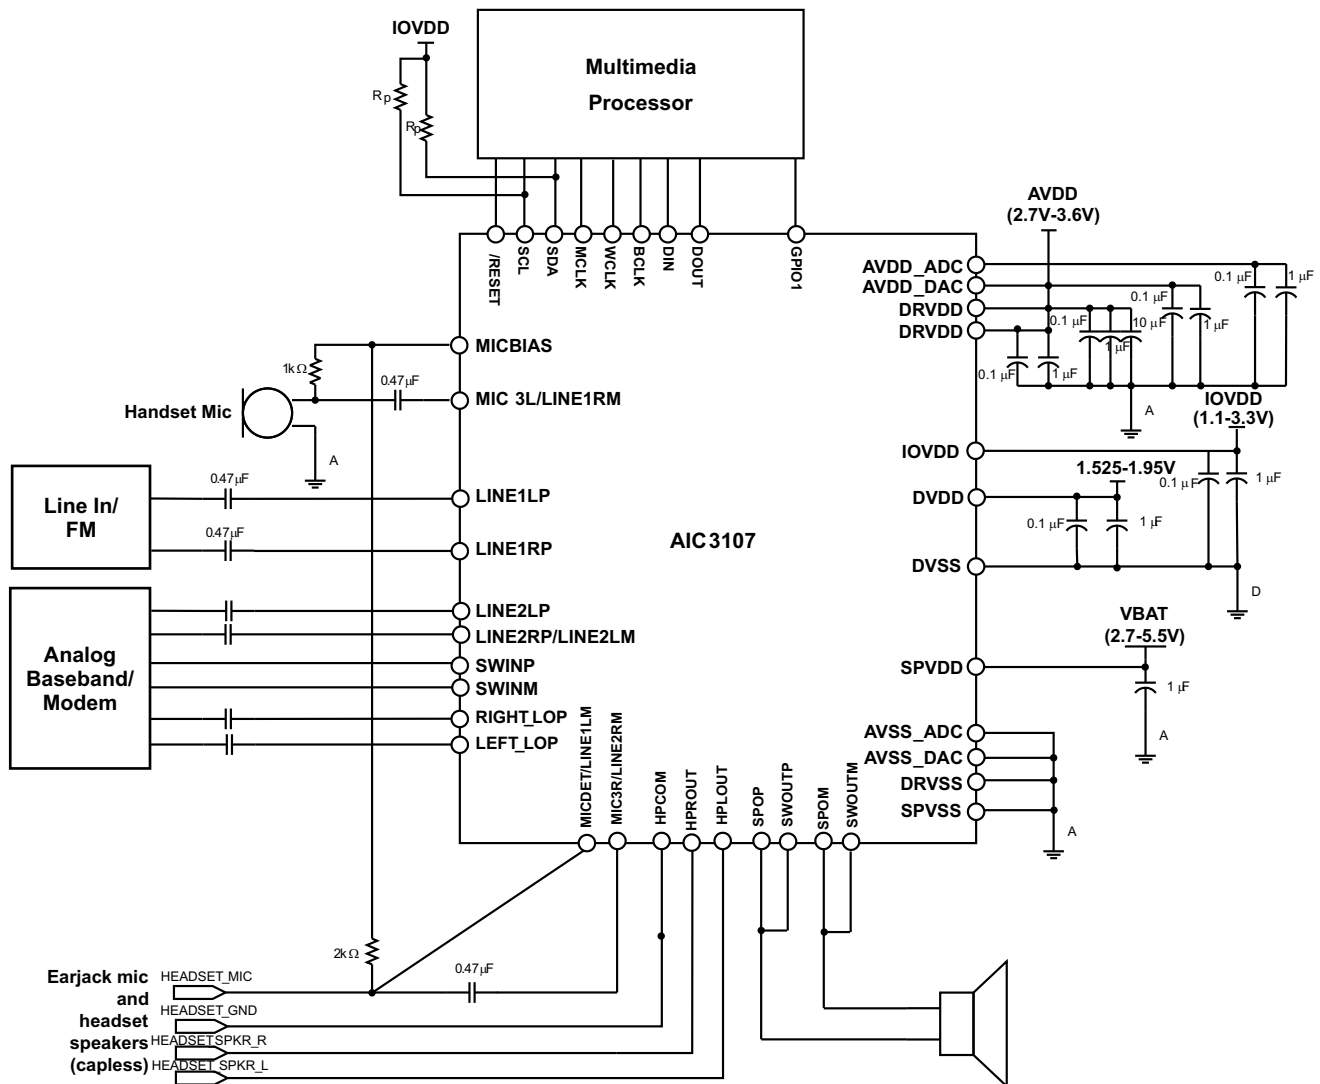 IOVDD
Multimedia
Processor
Rp
Rp
/RESET
SCL
SDA
MCLK
WCLK
BCLK
DIN
DOUT
GPIO1
AVDD
(2.7V-3.6V)
AVDD_ADC
AVDD_DAC
DRVDD
DRVDD
0.1 µF
1 µF
0.1 µF
1 µF
0.1 µF
1 µF
10 µF
0.1 µF
1 µF
A
MICBIAS
1kΩ
0.47µF
MIC 3L/LINE1RM
Handset Mic
A
IOVDD
(1.1-3.3V)
IOVDD
0.1 µF
1 µF
1.525-1.95V
DVDD
0.1 µF
1 µF
DVSS
D
Line In/
FM
0.47µF
LINE1LP
0.47µF
LINE1RP
AIC3107
Analog
Baseband/
Modem
LINE2LP
LINE2RP/LINE2LM
SWINP
SWINM
RIGHT_LOP
LEFT_LOP
VBAT
(2.7-5.5V)
SPVDD
1 µF
A
AVSS_ADC
AVSS_DAC
DRVSS
SPVSS
A
MICDET/LINE1LM
MIC3R/LINE2RM
HPCOM
HPROUT
HPLOUT
SPOP
SWOUTP
SPOM
SWOUTM
2kΩ
0.47µF
Earjack mic
and
headset
speakers
(capless)
HEADSET_MIC
HEADSET_GND
HEADSETSPKR_R
HEADSET_SPKR_L